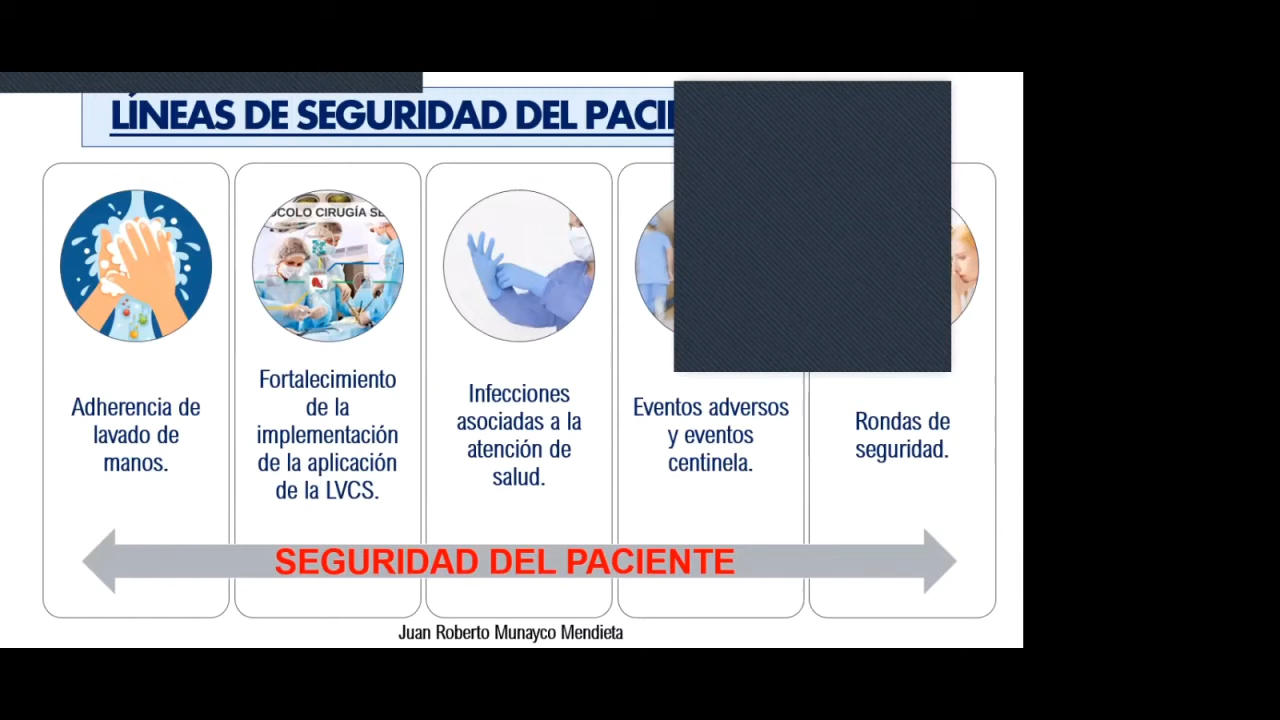 LÍNEAS DE SEGURIDAD DEL
COLO CIRUGÍA
Adherencia de
lavado de
manos.
Fortalecimiento
de la
implementación
de la aplicación
de la LVCS.
Infecciones
asociadas a la
atención de
salud.
Eventos adversos
y eventos
centinela.
Rondas de
seguridad.
SEGURIDAD DEL PACIENTE
Juan Roberto Munayco Mendieta